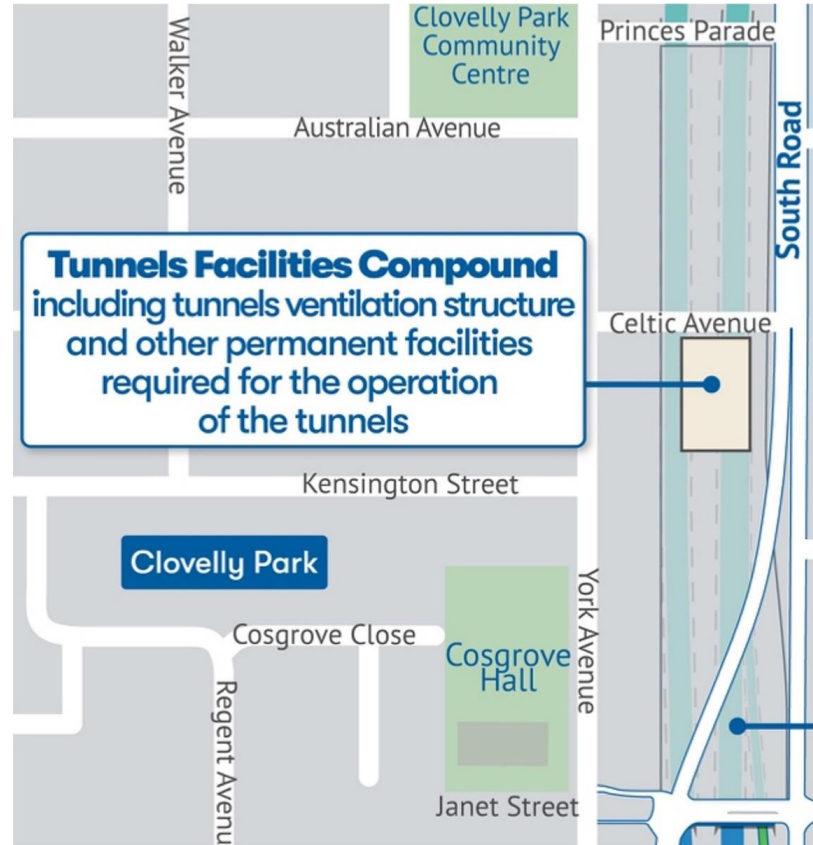 Clovelly Park
Community
Centre
Princes Parade
Walker Avenue
Australian Avenue
South Road
Tunnels Facilities Compound
including tunnels ventilation structure
and other permanent facilities
required for the operation
of the tunnels
Celtic Avenue
Kensington Street
Clovelly Park
York Avenue
Cosgrove Close
Cosgrove
Hall
Regent Avenu
Janet Street